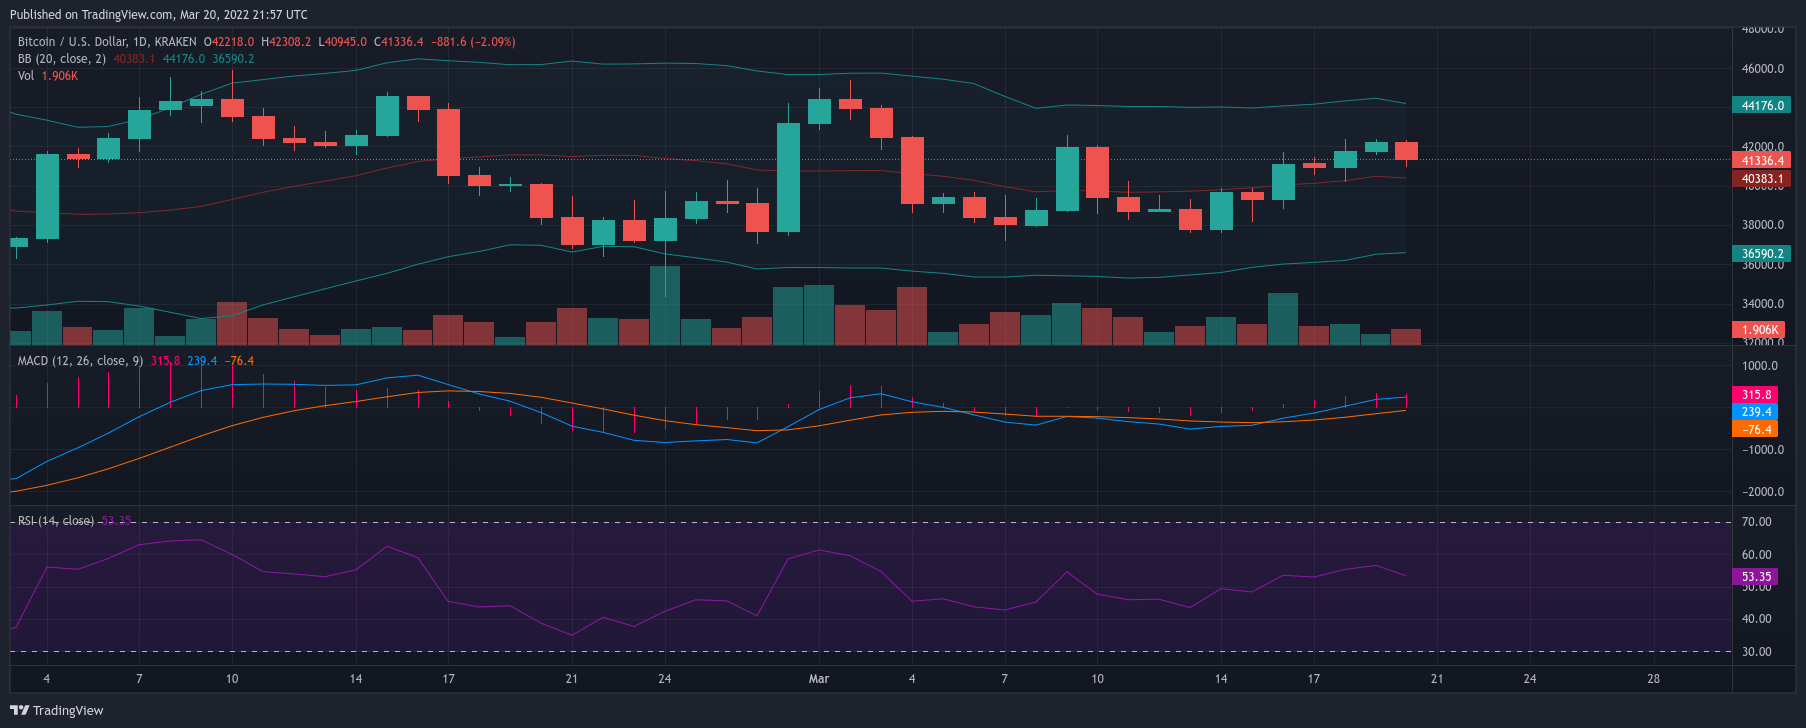 Published on TradingView.com, Mar 20, 2022 21:57 UTC
Bitcoin / U.S. Dollar, 1D, KRAKEN O42218.0 H42308.2 L40945.0 C41336.4 −881.6 (−2.09%)
BB (20, close, 2) 40383.1 44176.0 36590.2
Vol 1.906K
48000.0
46000.0
44176.0
42000.0
41336.4
40383.1
40000.0
38000.0
36590.2
36000.0
34000.0
1.906K
32000.0
MACD (12, 26, close, 9) 315.8 239.4 −76.4
1000.0
315.8
239.4
−76.4
−1000.0
−2000.0
RSI (14, close) 53.35
70.00
60.00
53.35
50.00
40.00
30.00
4 7 10 14 17 21 24 Mar 4 7 10 14 17 21 24 28
TradingView